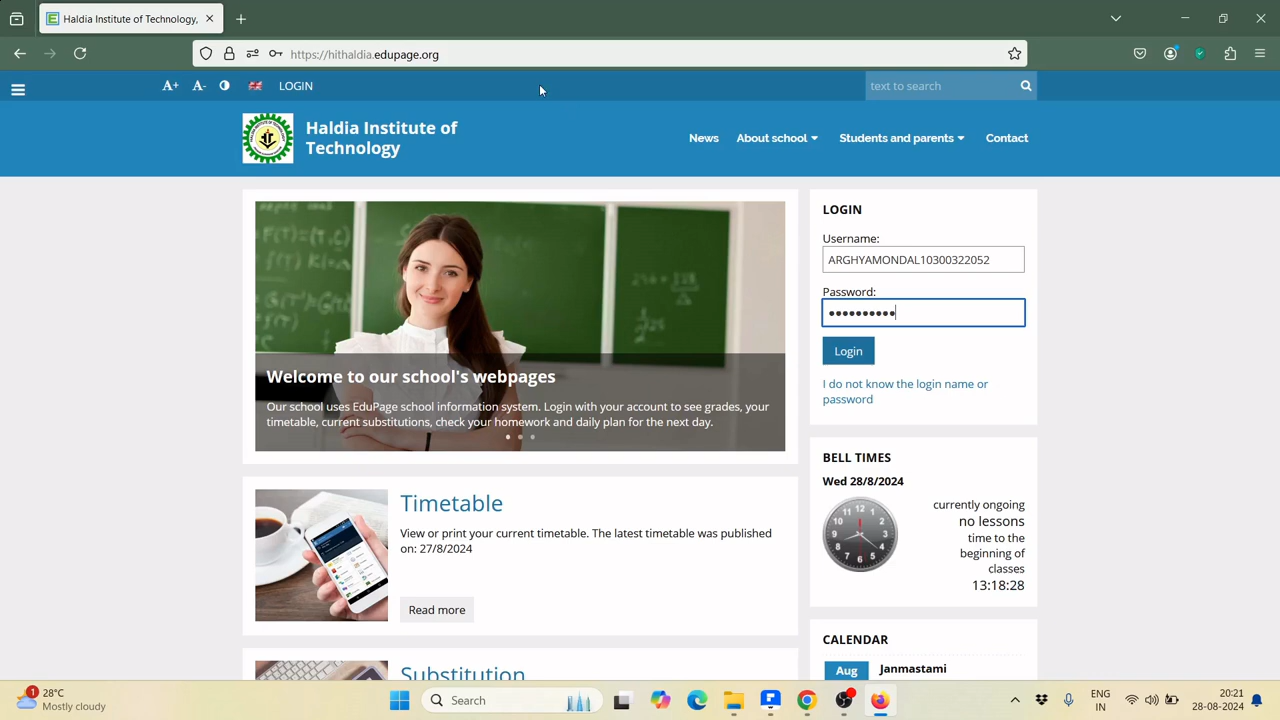 Haldia Institute of Technology,
https://hithaldia.edupage.org
A+ A- LOGIN
text to search
Haldia Institute of
Technology
News About school Students and parents Contact
Welcome to our school's webpages
Our school uses EduPage school information system. Login with your account to see grades, your
timetable, current substitutions, check your homework and daily plan for the next day.
LOGIN
Username:
ARGHYAMONDAL10300322052
Password:
••••••••••
Login
I do not know the login name or
password
BELL TIMES
Wed 28/8/2024
currently ongoing
no lessons
time to the
beginning of
classes
13:18:28
Timetable
View or print your current timetable. The latest timetable was published
on: 27/8/2024
Read more
Substitution
CALENDAR
Aug Janmastami
1
28°C
Mostly cloudy
Search
ENG
IN
20:21
28-08-2024